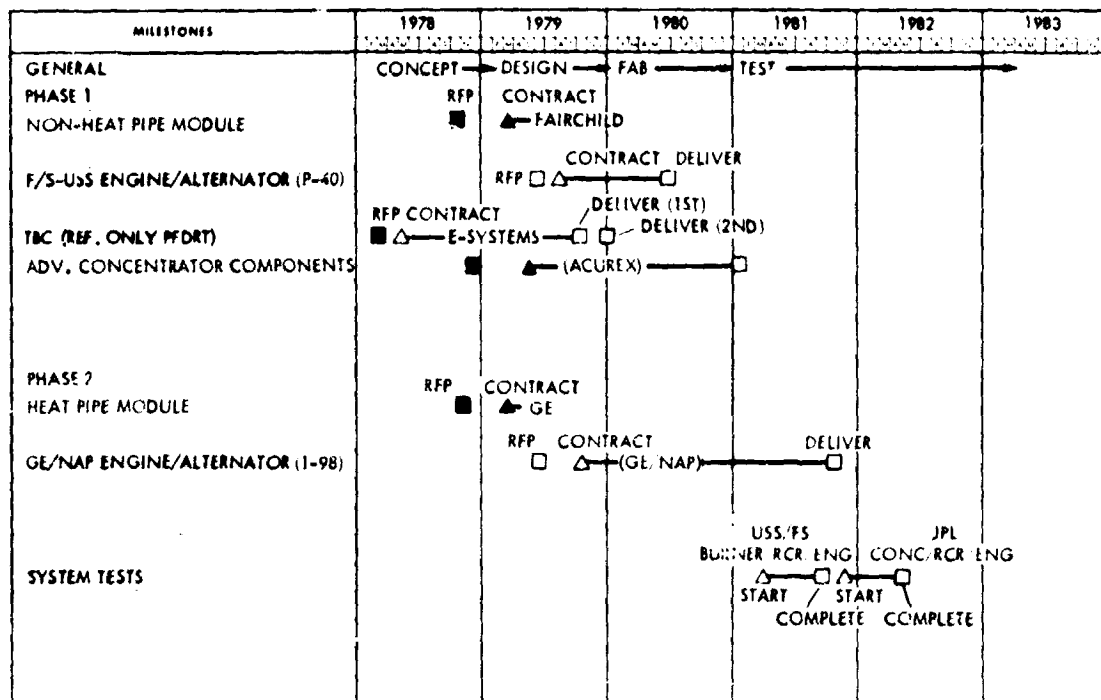 MILESTONES 1978 1979 1980 1981 1982 1983
GENERAL CONCEPT DESIGN FAB TEST
PHASE 1 RFP CONTRACT
NON-HEAT PIPE MODULE FAIRCHILD
CONTRACT DELIVER
F/S-USS ENGINE/ALTERNATOR (P-40) RFP
DELIVER (1ST)
RFP CONTRACT
DELIVER (2ND)
TBC (REF. ONLY PFDRT) E-SYSTEMS
ADV. CONCENTRATOR COMPONENTS (ACUREX)
PHASE 2 RFP CONTRACT
HEAT PIPE MODULE GE
RFP CONTRACT DELIVER
GE/NAP ENGINE/ALTERNATOR (1-98) (GE/NAP)
USS/FS JPL
BURNER RCR ENG CONC/RCR ENG
SYSTEM TESTS
START START
COMPLETE COMPLETE